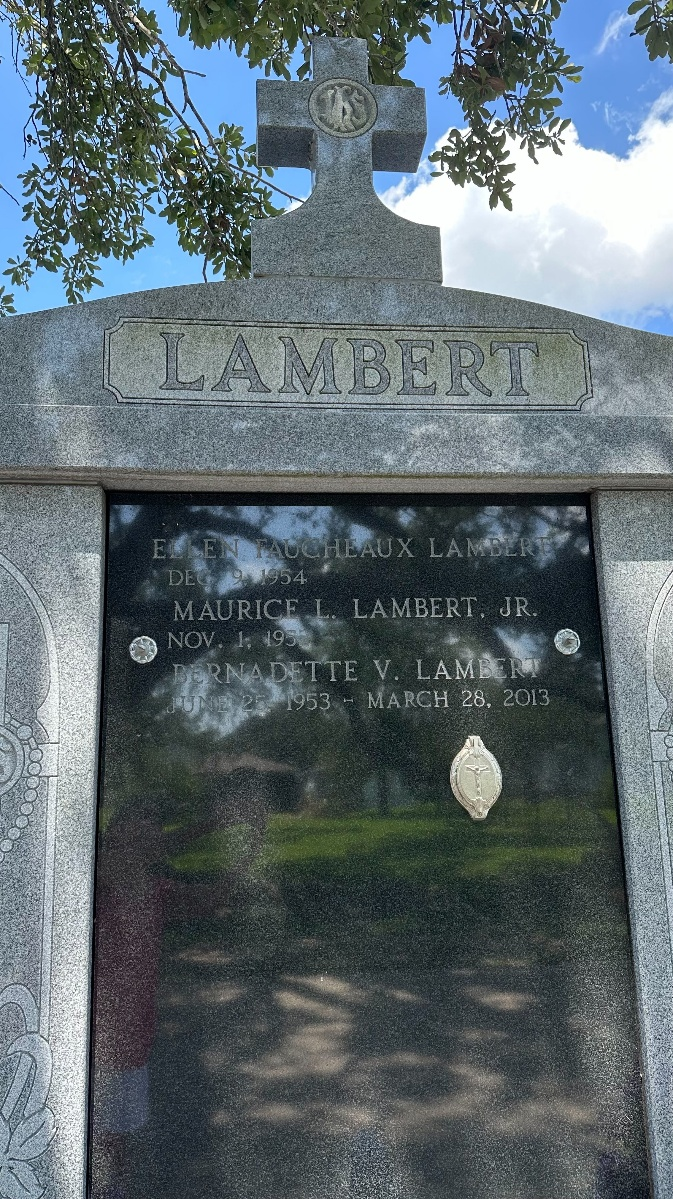 IHS
LAMBERT
ELLEN FAUCHEAUX LAMBERT
DEC. 9, 1954
MAURICE L. LAMBERT, JR.
NOV. 1,
BERNADETTE V. LAMBERT
JUNE 25, 1953 - MARCH 28, 2013